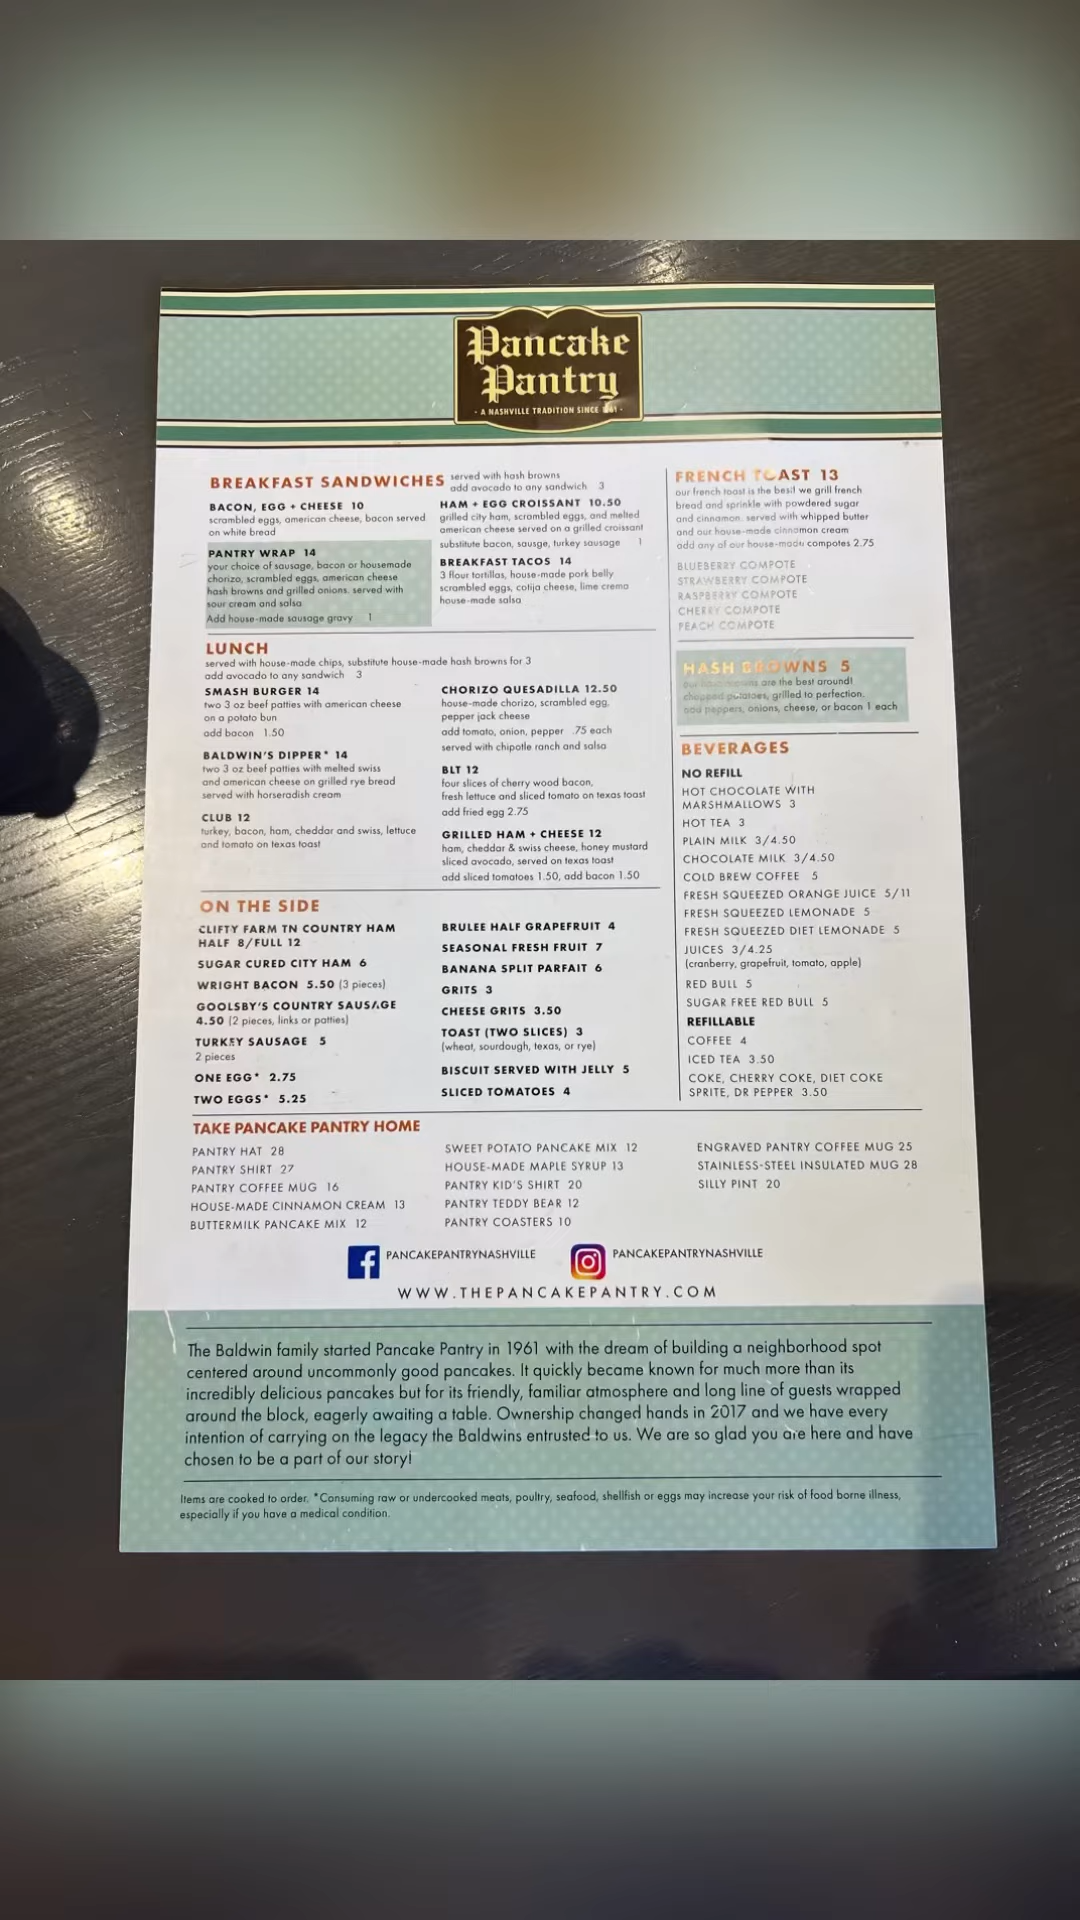 Pancake
Pantry
- A NASHVILLE TRADITION SINCE 1961 -
BREAKFAST SANDWICHES served with hash browns
add avocado to any sandwich 3
BACON, EGG + CHEESE 10
scrambled eggs, american cheese, bacon served
on white bread
PANTRY WRAP 14
your choice of sausage, bacon or housemade
chorizo, scrambled eggs, american cheese
hash browns and grilled onions. served with
sour cream and salsa
Add house-made sausage gravy 1
HAM + EGG CROISSANT 10.50
grilled city ham, scrambled eggs, and melted
american cheese served on a grilled croissant
substitute bacon, sausge, turkey sausage 1
BREAKFAST TACOS 14
3 flour tortillas, house-made pork belly
scrambled eggs, cotija cheese, lime crema
house-made salsa
LUNCH
served with house-made chips, substitute house-made hash browns for 3
add avocado to any sandwich 3
SMASH BURGER 14
two 3 oz beef patties with american cheese
on a potato bun
add bacon 1.50
BALDWIN'S DIPPER* 14
two 3 oz beef patties with melted swiss
and american cheese on grilled rye bread
served with horseradish cream
CLUB 12
turkey, bacon, ham, cheddar and swiss, lettuce
and tomato on texas toast
CHORIZO QUESADILLA 12.50
house-made chorizo, scrambled egg,
pepper jack cheese
add tomato, onion, pepper .75 each
served with chipotle ranch and salsa
BLT 12
four slices of cherry wood bacon,
fresh lettuce and sliced tomato on texas toast
add fried egg 2.75
GRILLED HAM + CHEESE 12
ham, cheddar & swiss cheese, honey mustard
sliced avocado, served on texas toast
add sliced tomatoes 1.50, add bacon 1.50
ON THE SIDE
CLIFTY FARM TN COUNTRY HAM
HALF 8/FULL 12
SUGAR CURED CITY HAM 6
WRIGHT BACON 5.50 (3 pieces)
GOOLSBY'S COUNTRY SAUSAGE
4.50 (2 pieces, links or patties)
TURKEY SAUSAGE 5
2 pieces
ONE EGG* 2.75
TWO EGGS* 5.25
BRULEE HALF GRAPEFRUIT 4
SEASONAL FRESH FRUIT 7
BANANA SPLIT PARFAIT 6
GRITS 3
CHEESE GRITS 3.50
TOAST (TWO SLICES) 3
(wheat, sourdough, texas, or rye)
BISCUIT SERVED WITH JELLY 5
SLICED TOMATOES 4
FRENCH TOAST 13
our french toast is the best! we grill french
bread and sprinkle with powdered sugar
and cinnamon. served with whipped butter
and our house-made cinnamon cream
add any of our house-made compotes 2.75
BLUEBERRY COMPOTE
STRAWBERRY COMPOTE
RASPBERRY COMPOTE
CHERRY COMPOTE
PEACH COMPOTE
HASH BROWNS 5
our hash browns are the best around!
chopped potatoes, grilled to perfection.
add peppers, onions, cheese, or bacon 1 each
BEVERAGES
NO REFILL
HOT CHOCOLATE WITH
MARSHMALLOWS 3
HOT TEA 3
PLAIN MILK 3/4.50
CHOCOLATE MILK 3/4.50
COLD BREW COFFEE 5
FRESH SQUEEZED ORANGE JUICE 5/11
FRESH SQUEEZED LEMONADE 5
FRESH SQUEEZED DIET LEMONADE 5
JUICES 3/4.25
(cranberry, grapefruit, tomato, apple)
RED BULL 5
SUGAR FREE RED BULL 5
REFILLABLE
COFFEE 4
ICED TEA 3.50
COKE, CHERRY COKE, DIET COKE
SPRITE, DR PEPPER 3.50
TAKE PANCAKE PANTRY HOME
PANTRY HAT 28
PANTRY SHIRT 27
PANTRY COFFEE MUG 16
HOUSE-MADE CINNAMON CREAM 13
BUTTERMILK PANCAKE MIX 12
SWEET POTATO PANCAKE MIX 12
HOUSE-MADE MAPLE SYRUP 13
PANTRY KID'S SHIRT 20
PANTRY TEDDY BEAR 12
PANTRY COASTERS 10
ENGRAVED PANTRY COFFEE MUG 25
STAINLESS-STEEL INSULATED MUG 28
SILLY PINT 20
PANCAKEPANTRYNASHVILLE
PANCAKEPANTRYNASHVILLE
WWW.THEPANCAKEPANTRY.COM
The Baldwin family started Pancake Pantry in 1961 with the dream of building a neighborhood spot
centered around uncommonly good pancakes. It quickly became known for much more than its
incredibly delicious pancakes but for its friendly, familiar atmosphere and long line of guests wrapped
around the block, eagerly awaiting a table. Ownership changed hands in 2017 and we have every
intention of carrying on the legacy the Baldwins entrusted to us. We are so glad you are here and have
chosen to be a part of our story!
Items are cooked to order. *Consuming raw or undercooked meats, poultry, seafood, shellfish or eggs may increase your risk of food borne illness,
especially if you have a medical condition.